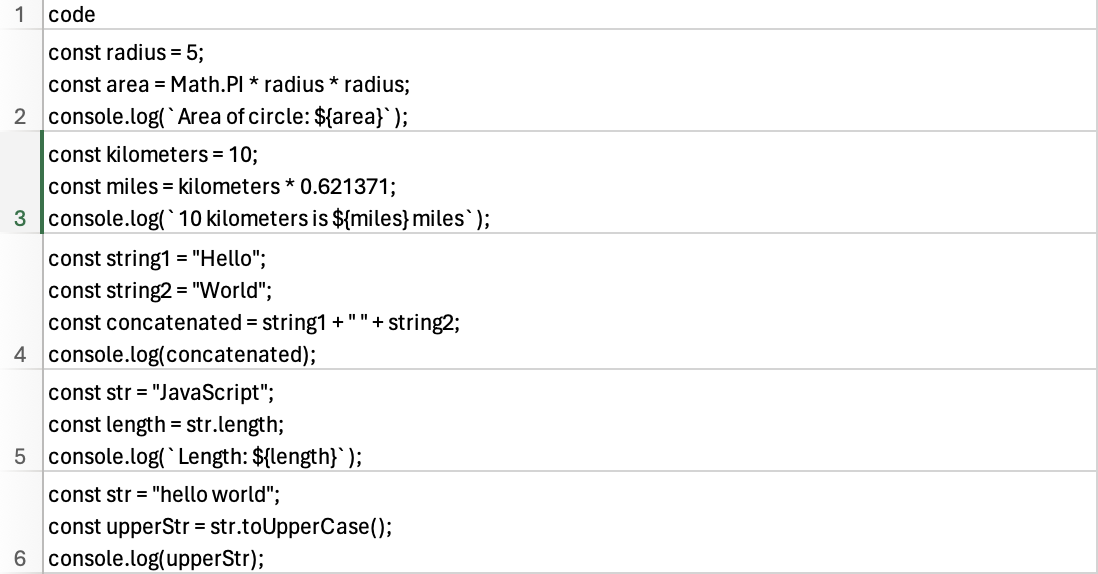 1 code
const radius = 5;
const area = Math.PI * radius * radius;
2 console.log(`Area of circle: ${area}`);
const kilometers = 10;
const miles = kilometers * 0.621371;
3 console.log(`10 kilometers is ${miles} miles`);
const string1 = "Hello";
const string2 = "World";
const concatenated = string1 + " " + string2;
4 console.log(concatenated);
const str = "JavaScript";
const length = str.length;
5 console.log(`Length: ${length}`);
const str = "hello world";
const upperStr = str.toUpperCase();
6 console.log(upperStr);